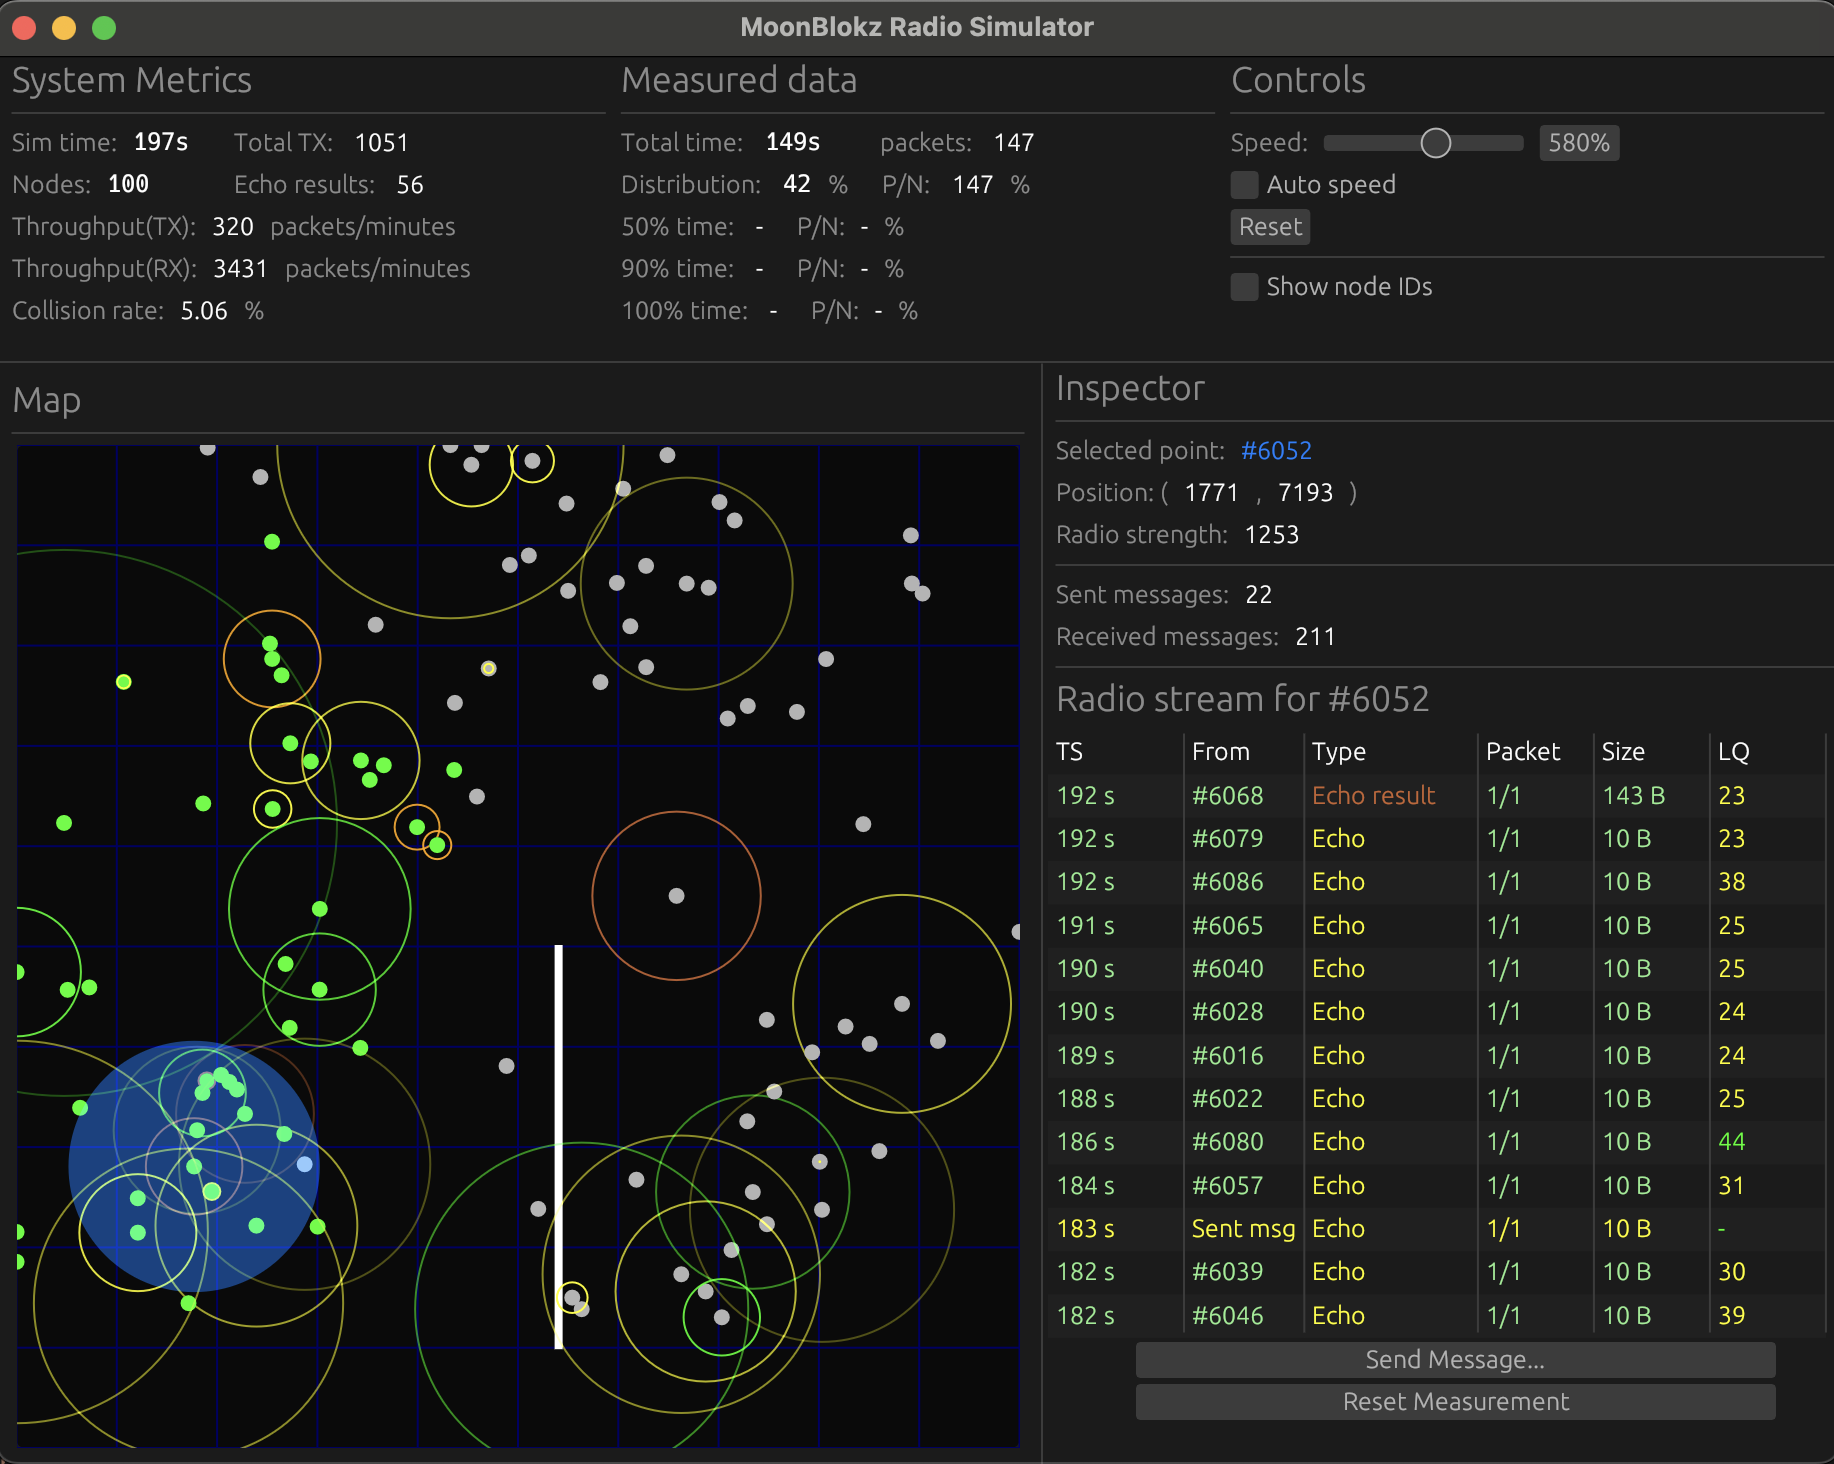 MoonBlokz Radio Simulator
System Metrics
Sim time: 197s Total TX: 1051
Nodes: 100 Echo results: 56
Throughput(TX): 320 packets/minutes
Throughput(RX): 3431 packets/minutes
Collision rate: 5.06 %
Measured data
Total time: 149s packets: 147
Distribution: 42 % P/N: 147 %
50% time: - P/N: - %
90% time: - P/N: - %
100% time: - P/N: - %
Controls
Speed: 580%
Auto speed
Reset
Show node IDs
Map
Inspector
Selected point: #6052
Position: ( 1771 , 7193 )
Radio strength: 1253
Sent messages: 22
Received messages: 211
Radio stream for #6052
TS From Type Packet Size LQ
192 s #6068 Echo result 1/1 143 B 23
192 s #6079 Echo 1/1 10 B 23
192 s #6086 Echo 1/1 10 B 38
191 s #6065 Echo 1/1 10 B 25
190 s #6040 Echo 1/1 10 B 25
190 s #6028 Echo 1/1 10 B 24
189 s #6016 Echo 1/1 10 B 24
188 s #6022 Echo 1/1 10 B 25
186 s #6080 Echo 1/1 10 B 44
184 s #6057 Echo 1/1 10 B 31
183 s Sent msg Echo 1/1 10 B -
182 s #6039 Echo 1/1 10 B 30
182 s #6046 Echo 1/1 10 B 39
Send Message...
Reset Measurement